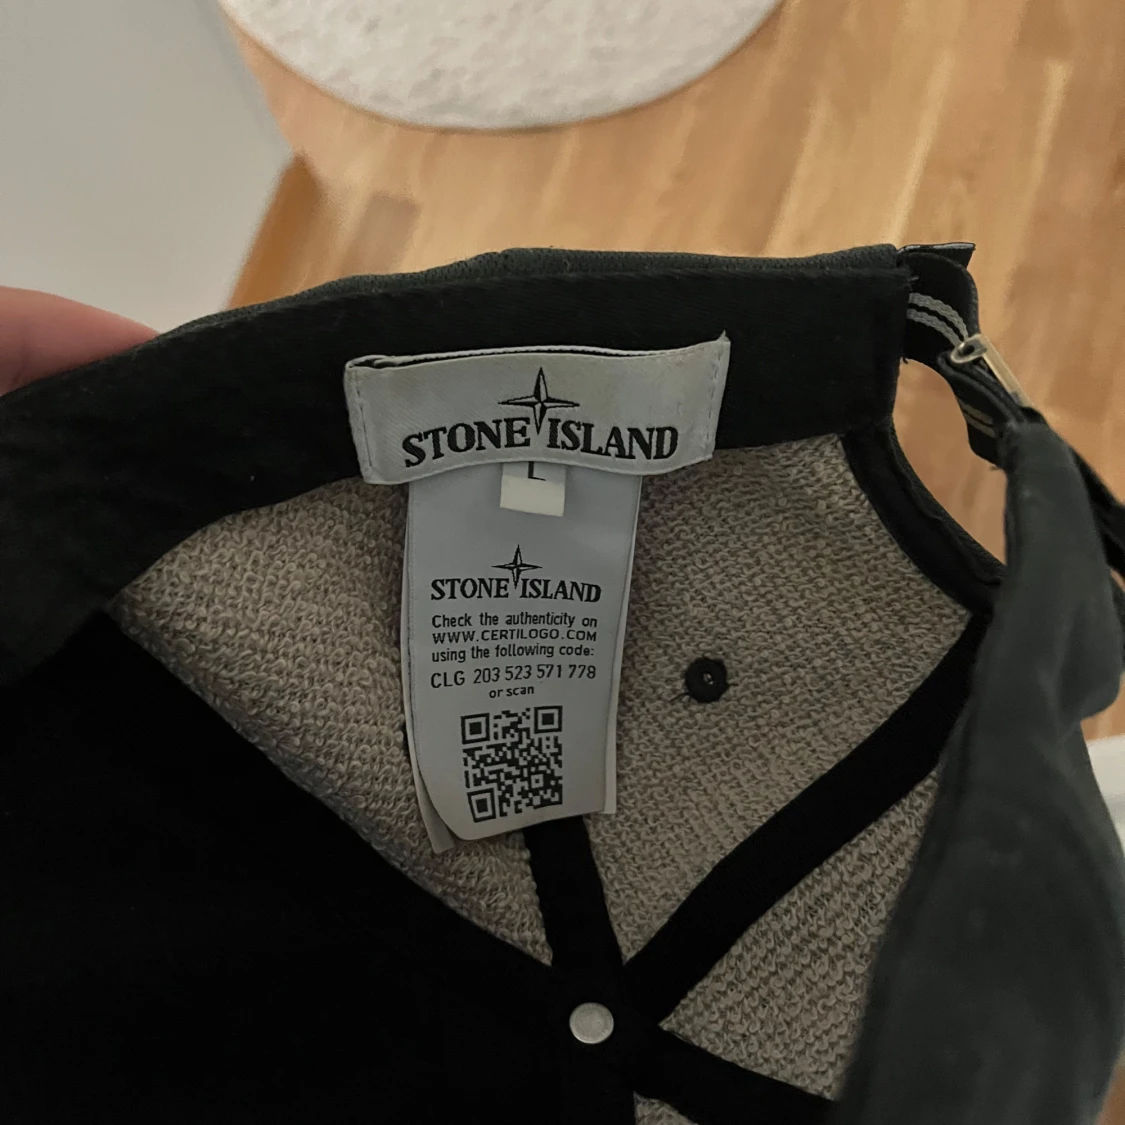 STONE ISLAND
L
STONE ISLAND
Check the authenticity on
WWW.CERTILOGO.COM
using the following code:
CLG 203 523 571 778
or scan